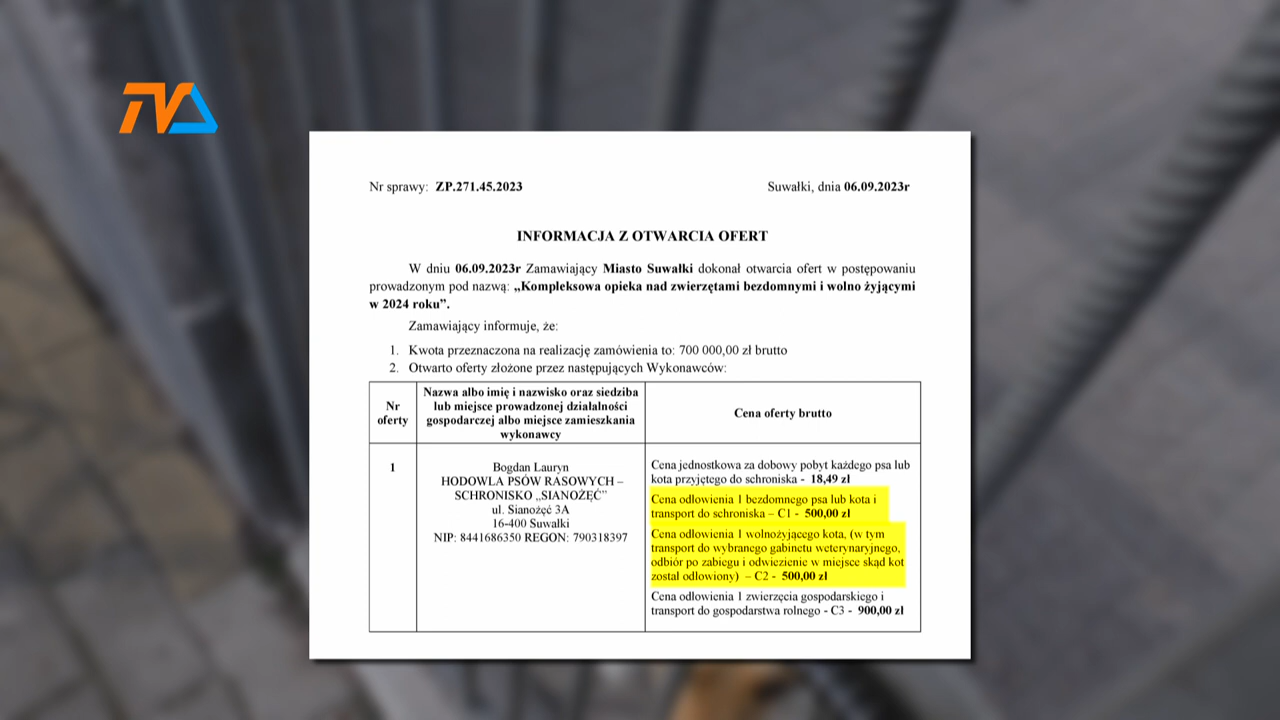 TVA
Nr sprawy: ZP.271.45.2023
Suwałki, dnia 06.09.2023r
INFORMACJA Z OTWARCIA OFERT
W dniu 06.09.2023r Zamawiający Miasto Suwałki dokonał otwarcia ofert w postępowaniu
prowadzonym pod nazwą: „Kompleksowa opieka nad zwierzętami bezdomnymi i wolno żyjącymi
w 2024 roku”.
Zamawiający informuje, że:
1. Kwota przeznaczona na realizację zamówienia to: 700 000,00 zł brutto
2. Otwarto oferty złożone przez następujących Wykonawców:
Nr
oferty
Nazwa albo imię i nazwisko oraz siedziba
lub miejsce prowadzonej działalności
gospodarczej albo miejsce zamieszkania
wykonawcy
Cena oferty brutto
1
Bogdan Lauryn
HODOWLA PSÓW RASOWYCH –
SCHRONISKO „SIANOŻĘĆ”
ul. Sianożęć 3A
16-400 Suwałki
NIP: 8441686350 REGON: 790318397
Cena jednostkowa za dobowy pobyt każdego psa lub
kota przyjętego do schroniska - 18,49 zł
Cena odłowienia 1 bezdomnego psa lub kota i
transport do schroniska – C1 - 500,00 zł
Cena odłowienia 1 wolnożyjącego kota, (w tym
transport do wybranego gabinetu weterynaryjnego,
odbiór po zabiegu i odwiezienie w miejsce skąd kot
został odłowiony) – C2 - 500,00 zł
Cena odłowienia 1 zwierzęcia gospodarskiego i
transport do gospodarstwa rolnego - C3 - 900,00 zł